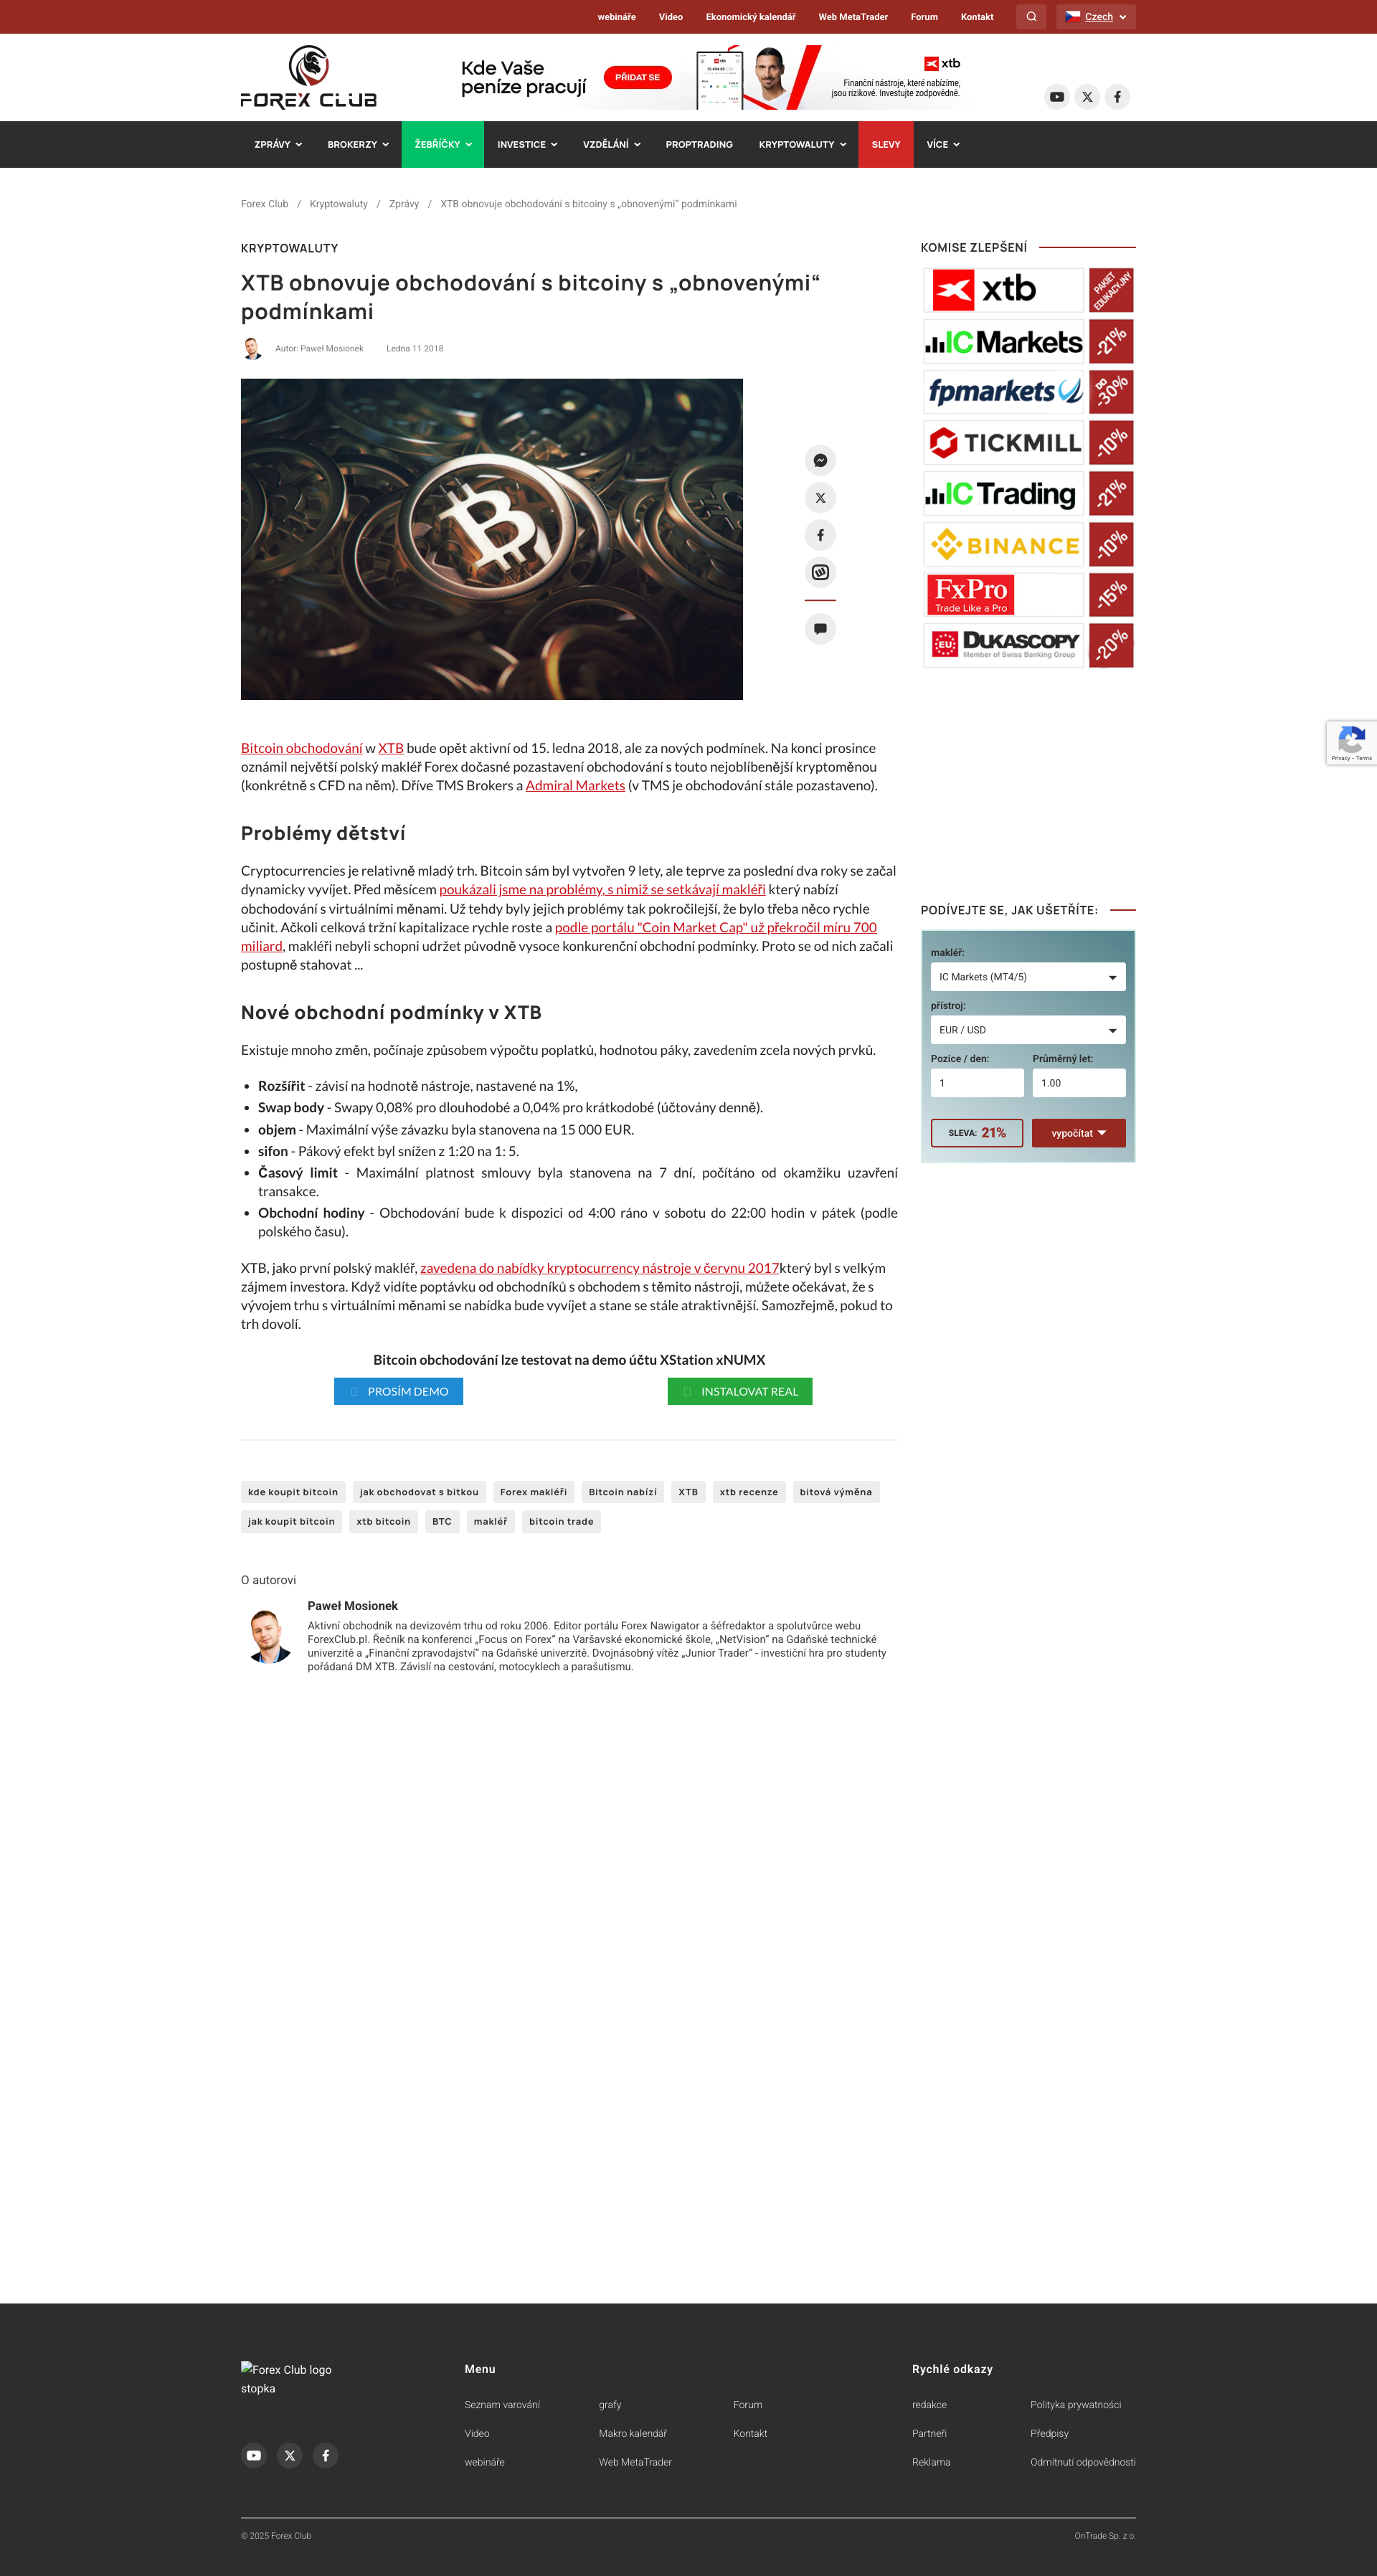 webináře Video Ekonomický kalendář Web MetaTrader Forum Kontakt Czech
FOREX CLUB
Kde Vaše
peníze pracují
PŘIDAT SE
xtb
Finanční nástroje, které nabízíme,
jsou rizikové. Investujte zodpovědně.
ZPRÁVY BROKERZY ŽEBŘÍČKY INVESTICE VZDĚLÁNÍ PROPTRADING KRYPTOWALUTY SLEVY VÍCE
Forex Club / Kryptowaluty / Zprávy / XTB obnovuje obchodování s bitcoiny s „obnovenými“ podmínkami
KRYPTOWALUTY
XTB obnovuje obchodování s bitcoiny s „obnovenými“
podmínkami
Autor: Paweł Mosionek Ledna 11 2018
Bitcoin obchodování w XTB bude opět aktivní od 15. ledna 2018, ale za nových podmínek. Na konci prosince
oznámil největší polský makléř Forex dočasné pozastavení obchodování s touto nejoblíbenější kryptoměnou
(konkrétně s CFD na něm). Dříve TMS Brokers a Admiral Markets (v TMS je obchodování stále pozastaveno).
Problémy dětství
Cryptocurrencies je relativně mladý trh. Bitcoin sám byl vytvořen 9 lety, ale teprve za poslední dva roky se začal
dynamicky vyvíjet. Před měsícem poukázali jsme na problémy, s nimiž se setkávají makléři který nabízí
obchodování s virtuálními měnami. Už tehdy byly jejich problémy tak pokročilejší, že bylo třeba něco rychle
učinit. Ačkoli celková tržní kapitalizace rychle roste a podle portálu "Coin Market Cap" už překročil míru 700
miliard, makléři nebyli schopni udržet původně vysoce konkurenční obchodní podmínky. Proto se od nich začali
postupně stahovat ...
Nové obchodní podmínky v XTB
Existuje mnoho změn, počínaje způsobem výpočtu poplatků, hodnotou páky, zavedením zcela nových prvků.
• Rozšířit - závisí na hodnotě nástroje, nastavené na 1%,
• Swap body - Swapy 0,08% pro dlouhodobé a 0,04% pro krátkodobé (účtovány denně).
• objem - Maximální výše závazku byla stanovena na 15 000 EUR.
• sifon - Pákový efekt byl snížen z 1:20 na 1: 5.
• Časový limit - Maximální platnost smlouvy byla stanovena na 7 dní, počítáno od okamžiku uzavření
transakce.
• Obchodní hodiny - Obchodování bude k dispozici od 4:00 ráno v sobotu do 22:00 hodin v pátek (podle
polského času).
XTB, jako první polský makléř, zavedena do nabídky kryptocurrency nástroje v červnu 2017který byl s velkým
zájmem investora. Když vidíte poptávku od obchodníků s obchodem s těmito nástroji, můžete očekávat, že s
vývojem trhu s virtuálními měnami se nabídka bude vyvíjet a stane se stále atraktivnější. Samozřejmě, pokud to
trh dovolí.
Bitcoin obchodování lze testovat na demo účtu XStation xNUMX
PROSÍM DEMO INSTALOVAT REAL
kde koupit bitcoin jak obchodovat s bitkou Forex makléři Bitcoin nabízí XTB xtb recenze bitová výměna
jak koupit bitcoin xtb bitcoin BTC makléř bitcoin trade
O autorovi
Paweł Mosionek
Aktivní obchodník na devizovém trhu od roku 2006. Editor portálu Forex Nawigator a šéfredaktor a spolutvůrce webu
ForexClub.pl. Řečník na konferenci „Focus on Forex“ na Varšavské ekonomické škole, „NetVision“ na Gdaňské technické
univerzitě a „Finanční zpravodajství“ na Gdaňské univerzitě. Dvojnásobný vítěz „Junior Trader“ - investiční hra pro studenty
pořádaná DM XTB. Závislí na cestování, motocyklech a parašutismu.
KOMISE ZLEPŠENÍ
xtb PAKIET EDUKACYJNY
IC Markets -21%
fpmarkets DO -30%
TICKMILL -10%
IC Trading -21%
BINANCE -10%
FxPro Trade Like a Pro -15%
EU DUKASCOPY Member of Swiss Banking Group -20%
Privacy - Terms
PODÍVEJTE SE, JAK UŠETŘÍTE:
makléř:
IC Markets (MT4/5)
přístroj:
EUR / USD
Pozice / den: Průměrný let:
1 1.00
SLEVA: 21% vypočítat
Forex Club logo
stopka
Menu
Seznam varování grafy Forum
Video Makro kalendář Kontakt
webináře Web MetaTrader
Rychlé odkazy
redakce Polityka prywatności
Partneři Předpisy
Reklama Odmítnutí odpovědnosti
© 2025 Forex Club OnTrade Sp. z o.